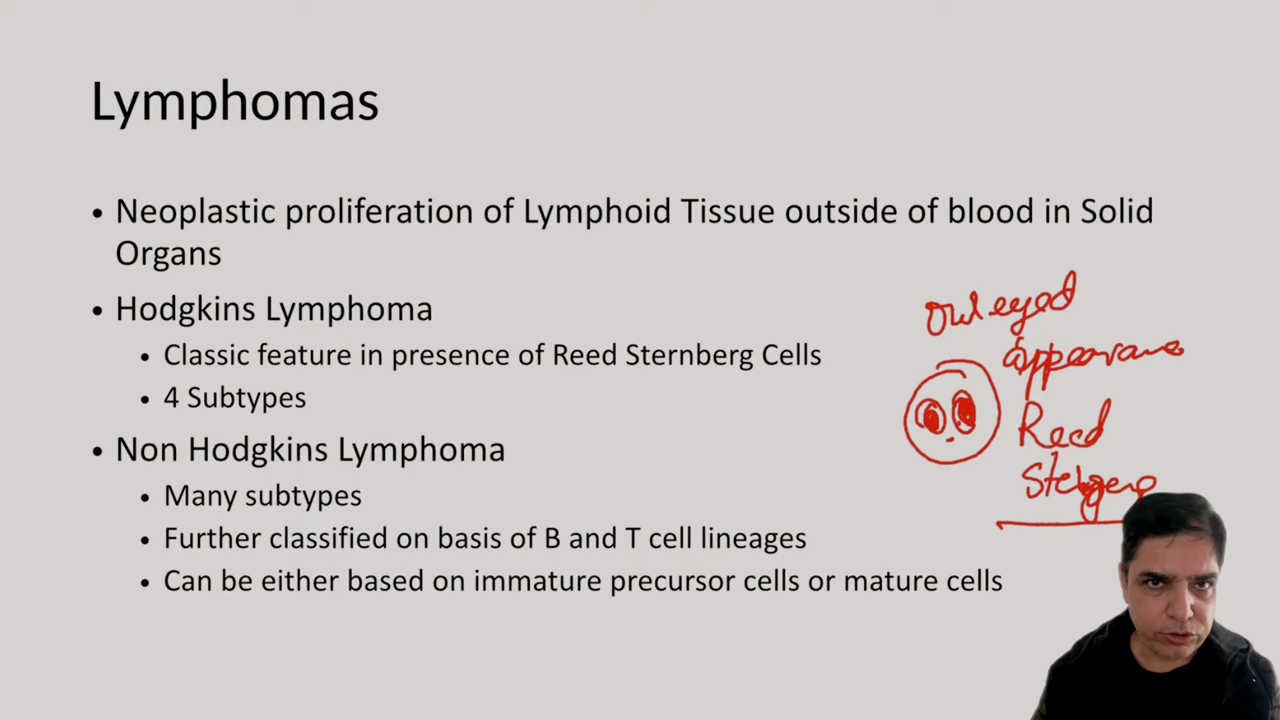 Lymphomas
• Neoplastic proliferation of Lymphoid Tissue outside of blood in Solid
Organs
• Hodgkins Lymphoma
• Classic feature in presence of Reed Sternberg Cells
• 4 Subtypes
• Non Hodgkins Lymphoma
• Many subtypes
• Further classified on basis of B and T cell lineages
• Can be either based on immature precursor cells or mature cells
Owl eyed
appearance
Reed